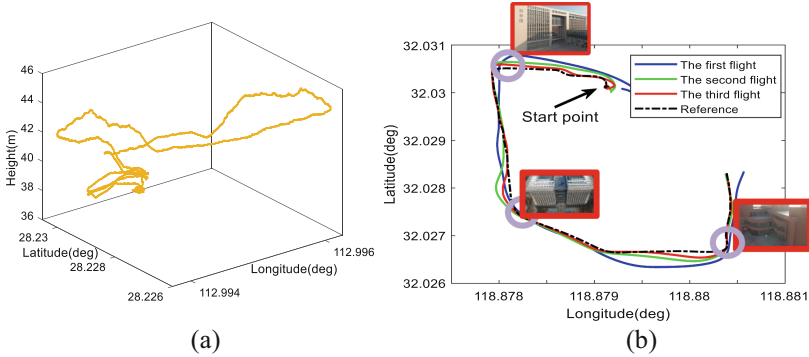 46
44
42
40
38
36
Height(m)
28.23
28.228
28.226
Latitude(deg)
112.994
112.996
Longitude(deg)
(a)
32.031
32.03
32.029
32.028
32.027
32.026
Latitude(deg)
The first flight
The second flight
The third flight
Reference
Start point
118.878
118.879
118.88
118.881
Longitude(deg)
(b)